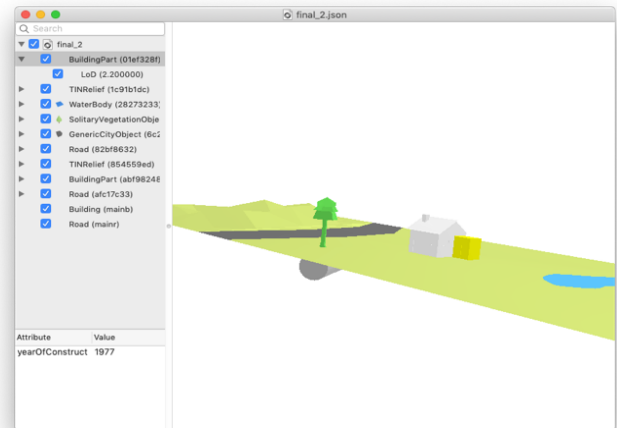 final_2.json
Search
final_2
BuildingPart (01ef328f)
LoD (2.200000)
TINRelief (1c91b1dc)
WaterBody (28273233)
SolitaryVegetationObje
GenericCityObject (6c2
Road (82bf8632)
TINRelief (854559ed)
BuildingPart (abf98248
Road (afc17c33)
Building (mainb)
Road (mainr)
Attribute Value
yearOfConstruct 1977